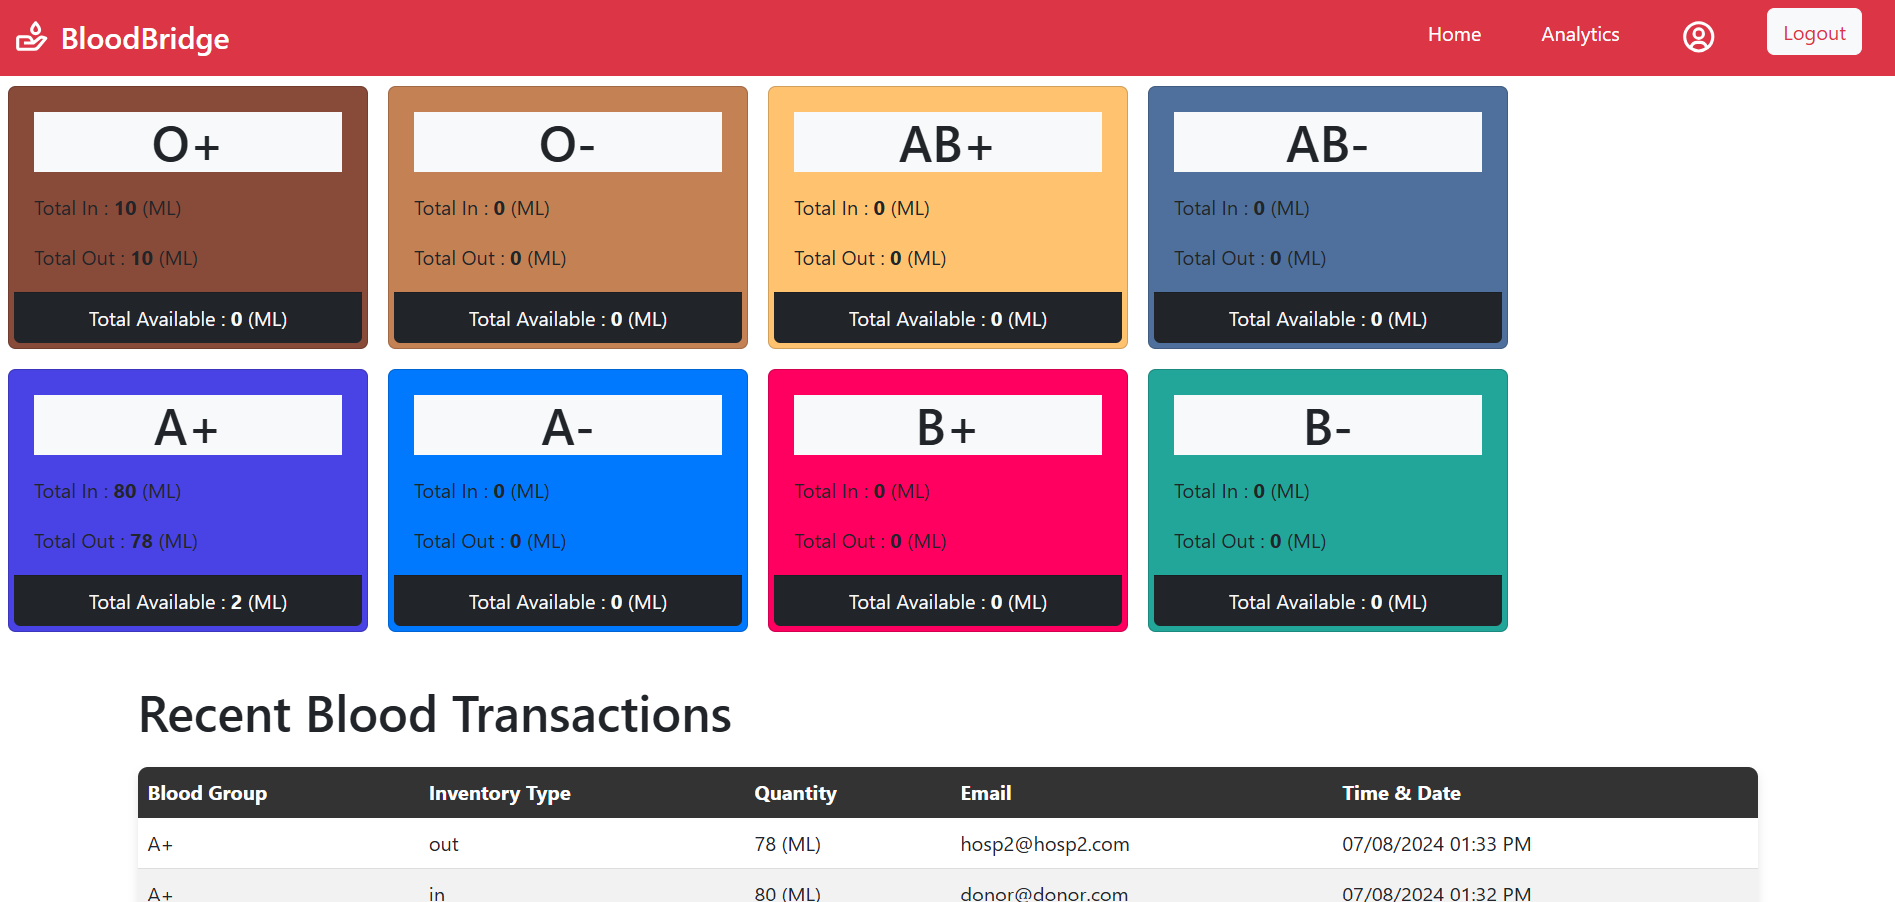 BloodBridge Home Analytics Logout
O+ O- AB+ AB-
Total In : 10 (ML) Total In : 0 (ML) Total In : 0 (ML) Total In : 0 (ML)
Total Out : 10 (ML) Total Out : 0 (ML) Total Out : 0 (ML) Total Out : 0 (ML)
Total Available : 0 (ML) Total Available : 0 (ML) Total Available : 0 (ML) Total Available : 0 (ML)
A+ A- B+ B-
Total In : 80 (ML) Total In : 0 (ML) Total In : 0 (ML) Total In : 0 (ML)
Total Out : 78 (ML) Total Out : 0 (ML) Total Out : 0 (ML) Total Out : 0 (ML)
Total Available : 2 (ML) Total Available : 0 (ML) Total Available : 0 (ML) Total Available : 0 (ML)
Recent Blood Transactions
Blood Group Inventory Type Quantity Email Time & Date
A+ out 78 (ML) hosp2@hosp2.com 07/08/2024 01:33 PM
A+ in 80 (ML) donor@donor.com 07/08/2024 01:32 PM